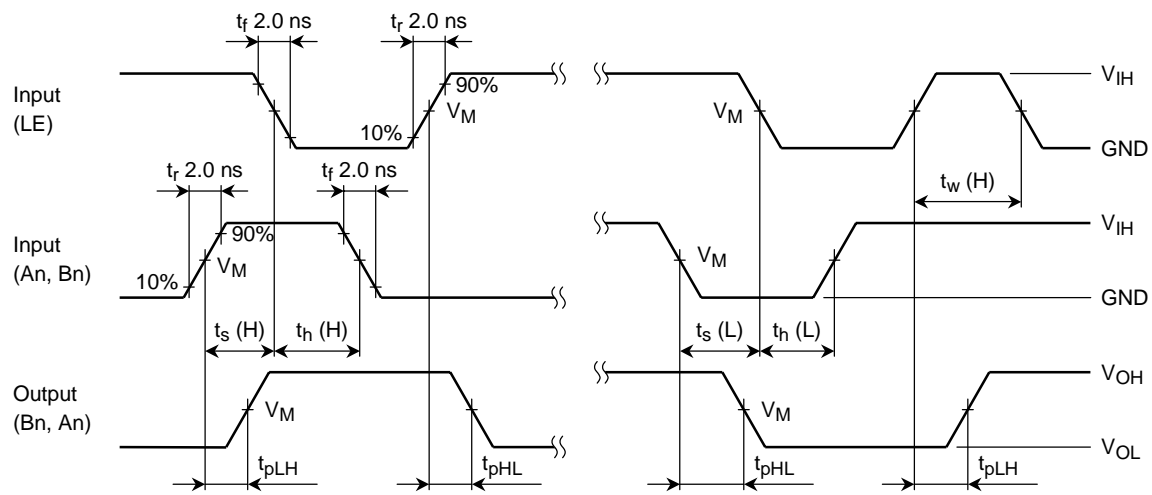 tf 2.0 ns
tr 2.0 ns
Input
(LE)
90%
VM
10%
VM
VIH
GND
tr 2.0 ns
tf 2.0 ns
tw (H)
Input
(An, Bn)
90%
VM
10%
VM
VIH
GND
ts (H)
th (H)
ts (L)
th (L)
Output
(Bn, An)
VM
VM
VOH
VOL
tpLH
tpHL
tpHL
tpLH